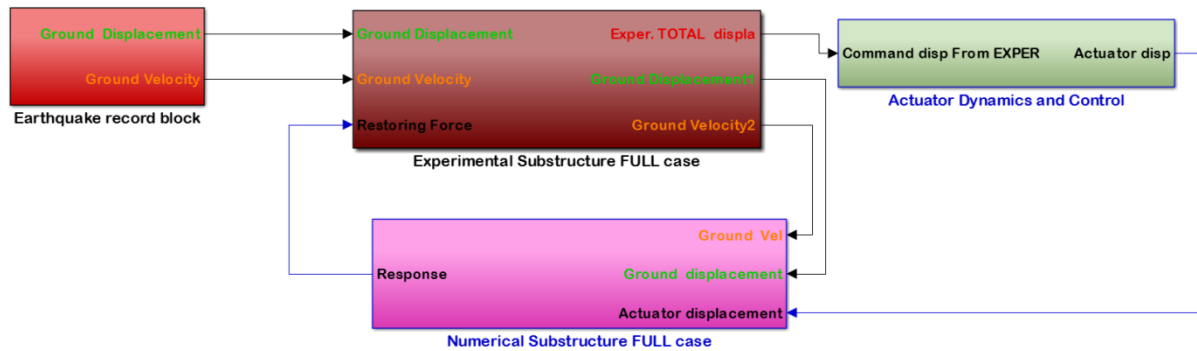 Ground Displacement
Ground Velocity
Earthquake record block
Ground Displacement
Ground Velocity
Restoring Force
Exper. TOTAL displa
Ground Displacement1
Ground Velocity2
Experimental Substructure FULL case
Command disp From EXPER
Actuator disp
Actuator Dynamics and Control
Response
Ground Vel
Ground displacement
Actuator displacement
Numerical Substructure FULL case